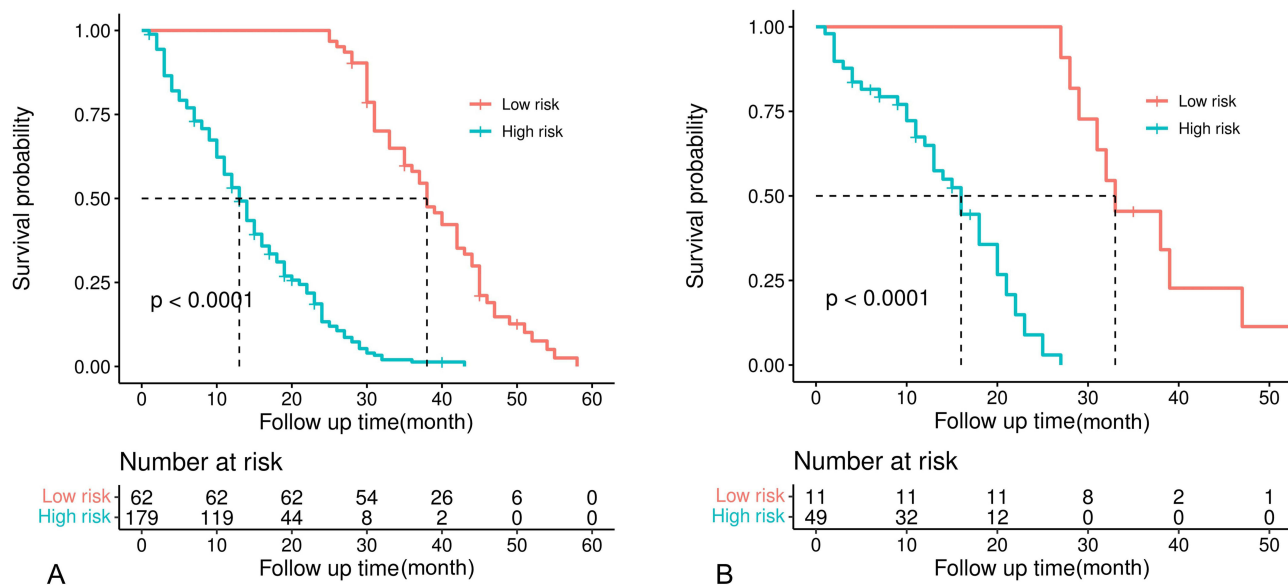 Survival probability
1.00
0.75
0.50
0.25
0.00
Low risk
High risk
p < 0.0001
0 10 20 30 40 50 60
Follow up time(month)
Number at risk
Low risk 62 62 62 54 26 6 0
High risk 179 119 44 8 2 0 0
0 10 20 30 40 50 60
Follow up time(month)
A
Survival probability
1.00
0.75
0.50
0.25
0.00
Low risk
High risk
p < 0.0001
0 10 20 30 40 50
Follow up time(month)
Number at risk
Low risk 11 11 11 8 2 1
High risk 49 32 12 0 0 0
0 10 20 30 40 50
Follow up time(month)
B